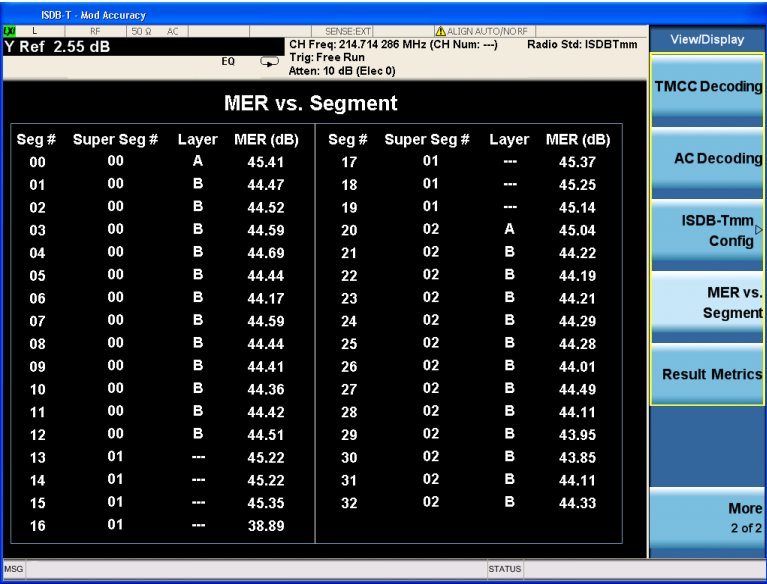 ISDB-T - Mod Accuracy
LXI L RF 50 Ω AC SENSE:EXT ALIGN AUTO/NO RF
Y Ref 2.55 dB
EQ
CH Freq: 214.714 286 MHz (CH Num: ---) Radio Std: ISDBTmm
Trig: Free Run
Atten: 10 dB (Elec 0)
MER vs. Segment
Seg # Super Seg # Layer MER (dB) Seg # Super Seg # Layer MER (dB)
00 00 A 45.41 17 01 --- 45.37
01 00 B 44.47 18 01 --- 45.25
02 00 B 44.52 19 01 --- 45.14
03 00 B 44.59 20 02 A 45.04
04 00 B 44.69 21 02 B 44.22
05 00 B 44.44 22 02 B 44.19
06 00 B 44.17 23 02 B 44.21
07 00 B 44.59 24 02 B 44.29
08 00 B 44.44 25 02 B 44.28
09 00 B 44.41 26 02 B 44.01
10 00 B 44.36 27 02 B 44.49
11 00 B 44.42 28 02 B 44.11
12 00 B 44.51 29 02 B 43.95
13 01 --- 45.22 30 02 B 43.85
14 01 --- 45.22 31 02 B 44.11
15 01 --- 45.35 32 02 B 44.33
16 01 --- 38.89
View/Display
TMCC Decoding
AC Decoding
ISDB-Tmm
Config
MER vs.
Segment
Result Metrics
More
2 of 2
MSG STATUS